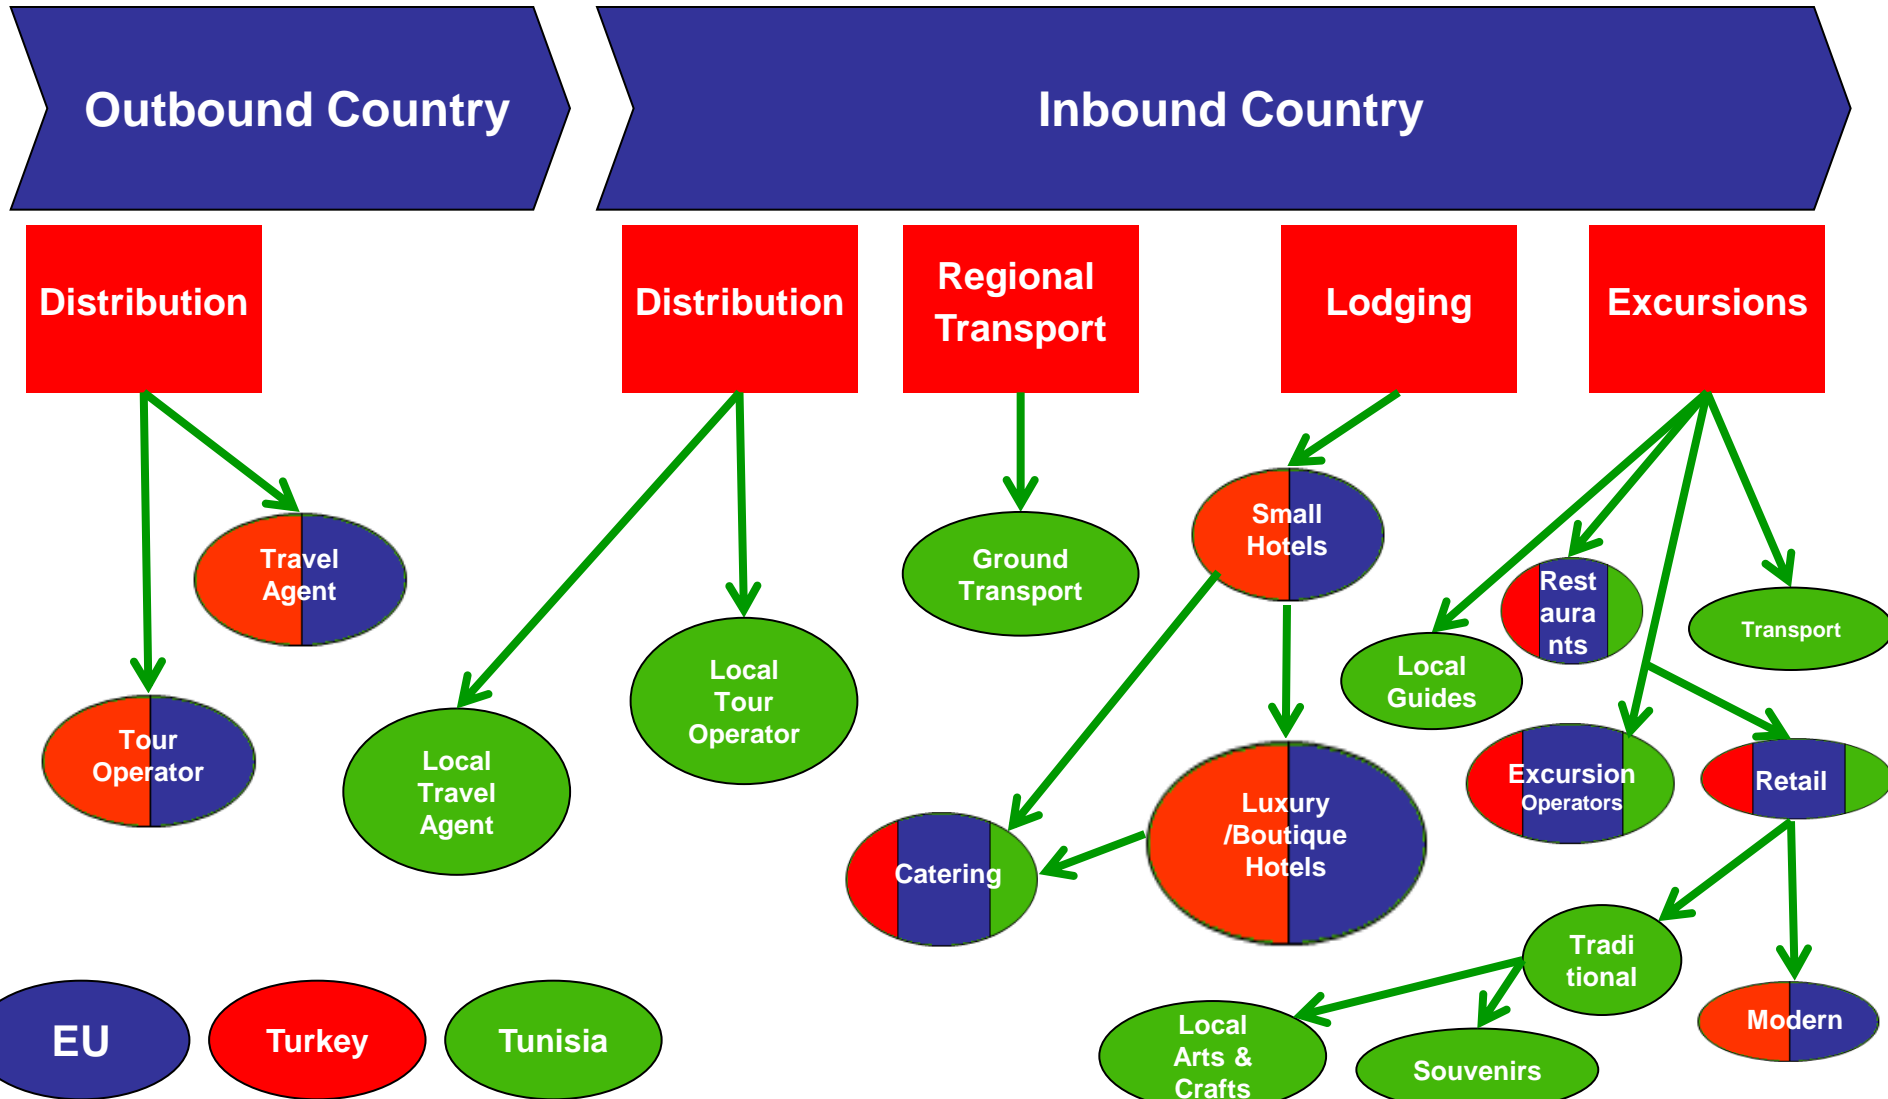 Outbound Country
Inbound Country
Distribution
Distribution
Regional
Transport
Lodging
Excursions
Travel
Agent
Tour
Operator
Local
Travel
Agent
Local
Tour
Operator
Ground
Transport
Small
Hotels
Luxury
/Boutique
Hotels
Catering
Local
Guides
Rest
aura
nts
Transport
Excursion
Operators
Retail
Tradi
tional
Modern
Local
Arts &
Crafts
Souvenirs
EU
Turkey
Tunisia